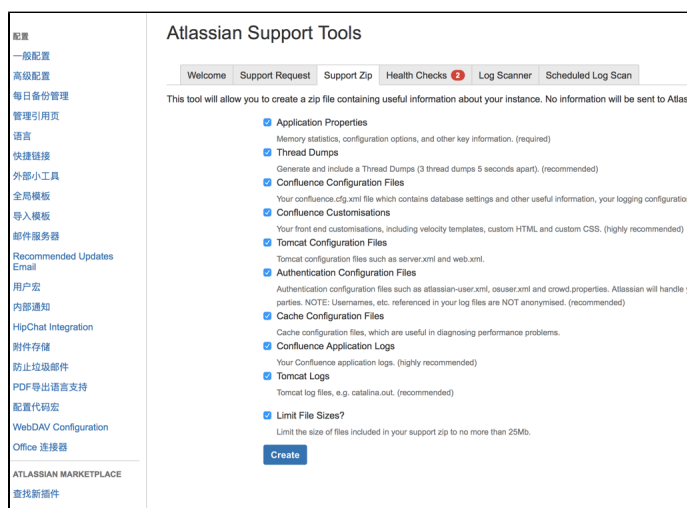 配置
一般配置
高级配置
每日备份管理
管理引用页
语言
快捷链接
外部小工具
全局模板
导入模板
邮件服务器
Recommended Updates
Email
用户宏
内部通知
HipChat Integration
附件存储
防止垃圾邮件
PDF导出语言支持
配置代码宏
WebDAV Configuration
Office 连接器
ATLASSIAN MARKETPLACE
查找新插件
Atlassian Support Tools
Welcome Support Request Support Zip Health Checks 2 Log Scanner Scheduled Log Scan
This tool will allow you to create a zip file containing useful information about your instance. No information will be sent to Atlas
Application Properties
Memory statistics, configuration options, and other key information. (required)
Thread Dumps
Generate and include a Thread Dumps (3 thread dumps 5 seconds apart). (recommended)
Confluence Configuration Files
Your confluence.cfg.xml file which contains database settings and other useful information, your logging configuration
Confluence Customisations
Your front end customisations, including velocity templates, custom HTML and custom CSS. (highly recommended)
Tomcat Configuration Files
Tomcat configuration files such as server.xml and web.xml.
Authentication Configuration Files
Authentication configuration files such as atlassian-user.xml, osuser.xml and crowd.properties. Atlassian will handle
parties. NOTE: Usernames, etc. referenced in your log files are NOT anonymised. (recommended)
Cache Configuration Files
Cache configuration files, which are useful in diagnosing performance problems.
Confluence Application Logs
Your Confluence application logs. (highly recommended)
Tomcat Logs
Tomcat log files, e.g. catalina.out. (recommended)
Limit File Sizes?
Limit the size of files included in your support zip to no more than 25Mb.
Create